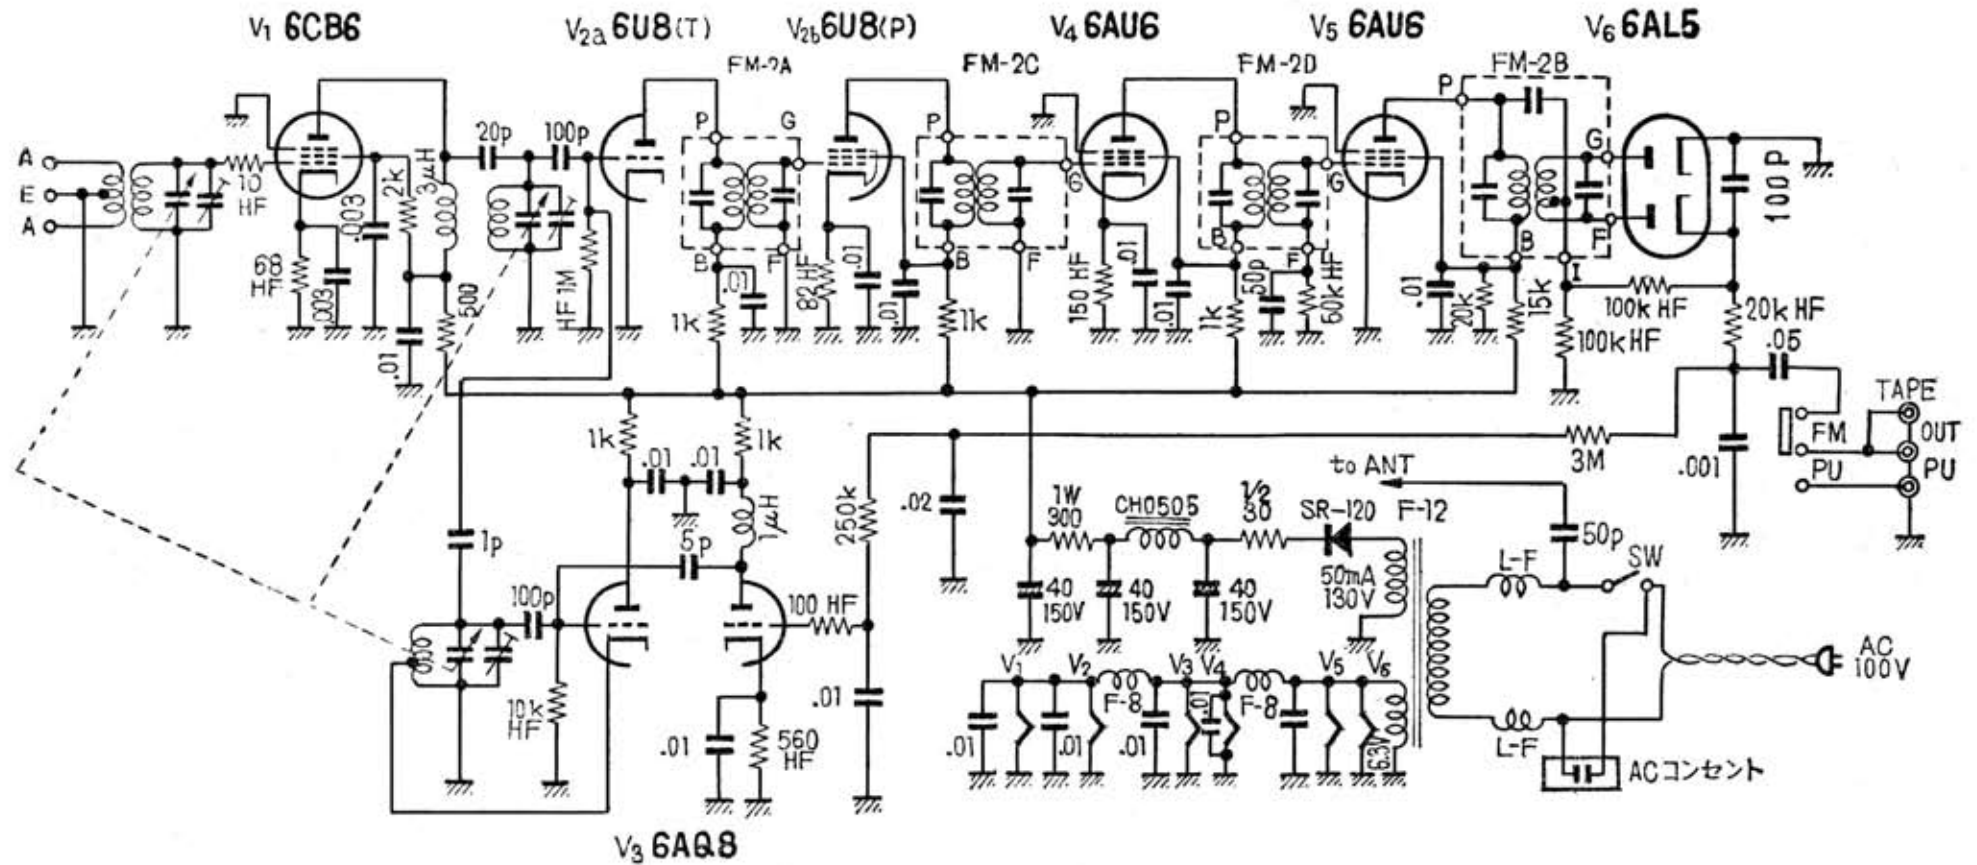 V1 6CB6
V2a 6U8(T)
V2b 6U8(P)
V4 6AU6
V5 6AU6
V6 6AL5
FM-2A
FM-2C
FM-2D
FM-2B
A
E
A
10
HF
68
HF
.003
.003
2k
3μH
500
.01
20p
100p
HF 1M
P
G
B
F
.01
1k
82 HF
.01
.01
P
G
B
F
1k
150 HF
.01
.01
P
G
B
F
1k
50p
60k HF
P
G
F
B
I
.01
20k
15k
100P
100k HF
100k HF
20k HF
.05
.001
TAPE
OUT
FM
PU
PU
1k
1k
.01
.01
1μH
5p
1p
100p
10k
HF
100 HF
.01
560
HF
250k
.01
.02
3M
to ANT
1W
300
CH0505
1/2
30
SR-120
F-12
50mA
130V
40
150V
40
150V
40
150V
50p
L-F
SW
L-F
AC
100V
ACコンセント
V1
V2
V3
V4
V5
V6
F-8
F-8
.01
.01
.01
.01
6.3V
V3 6AQ8